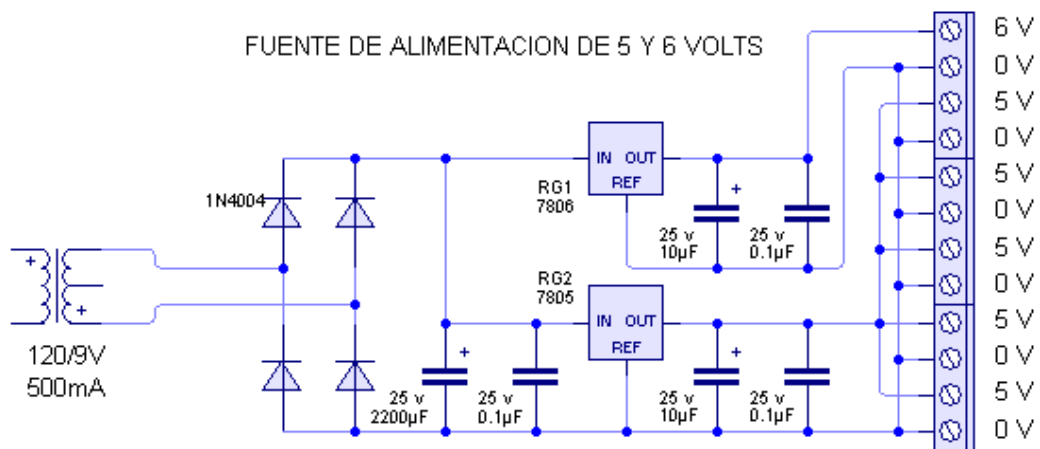 FUENTE DE ALIMENTACION DE 5 Y 6 VOLTS
6 V
0 V
5 V
0 V
5 V
0 V
5 V
0 V
5 V
0 V
5 V
0 V
1N4004
IN OUT
REF
RG1
7806
+
25 v
10µF
25 v
0.1µF
+
+
120/9V
500mA
RG2
7805
IN OUT
REF
+
25 v
2200µF
25 v
0.1µF
+
25 v
10µF
25 v
0.1µF